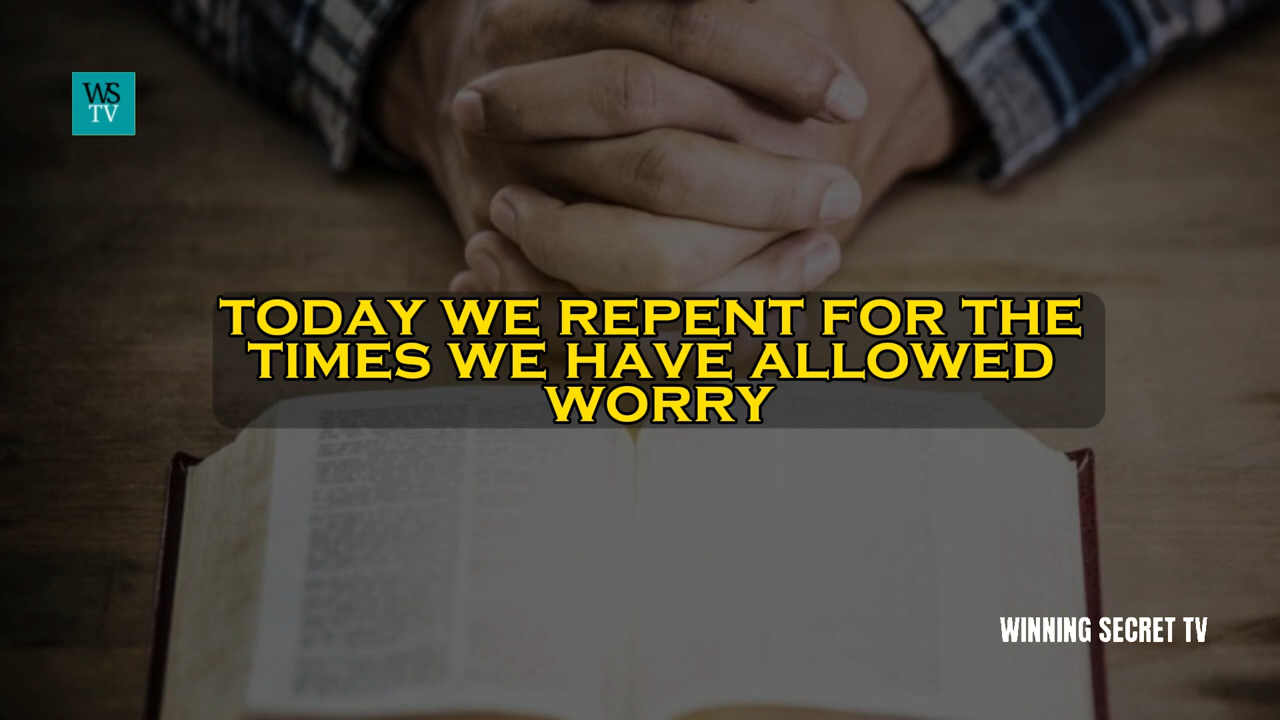 WS
TV
TODAY WE REPENT FOR THE
TIMES WE HAVE ALLOWED
WORRY
WINNING SECRET TV